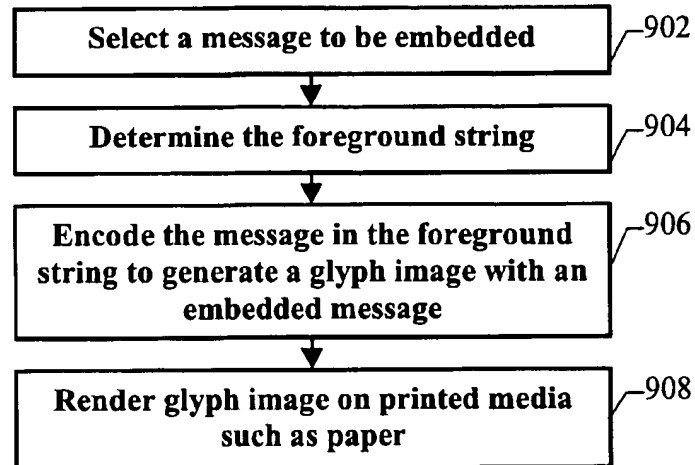 Select a message to be embedded
902
Determine the foreground string
904
Encode the message in the foreground
string to generate a glyph image with an
embedded message
906
Render glyph image on printed media
such as paper
908